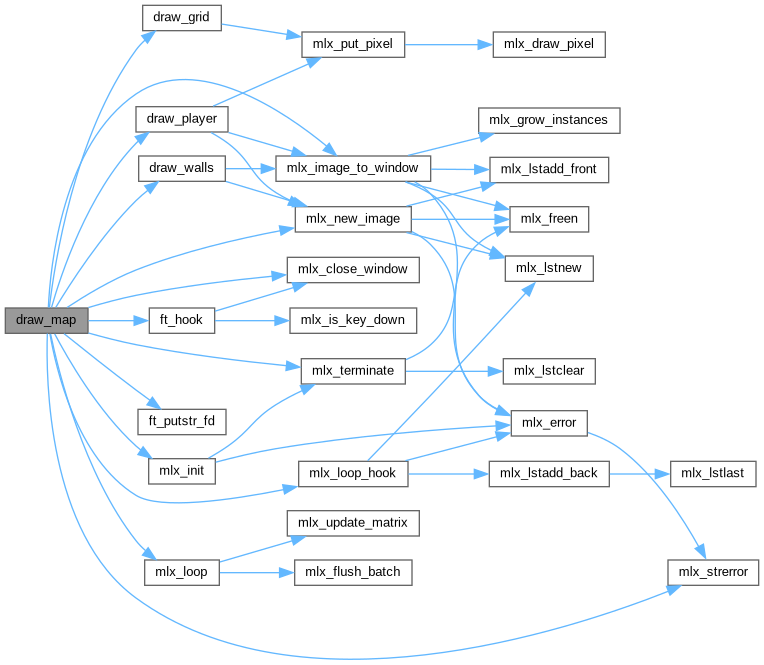 draw_grid
mlx_put_pixel
mlx_draw_pixel
draw_player
mlx_grow_instances
draw_walls
mlx_image_to_window
mlx_lstadd_front
mlx_new_image
mlx_freen
mlx_close_window
mlx_lstnew
draw_map
ft_hook
mlx_is_key_down
mlx_terminate
mlx_lstclear
ft_putstr_fd
mlx_error
mlx_init
mlx_loop_hook
mlx_lstadd_back
mlx_lstlast
mlx_update_matrix
mlx_loop
mlx_flush_batch
mlx_strerror